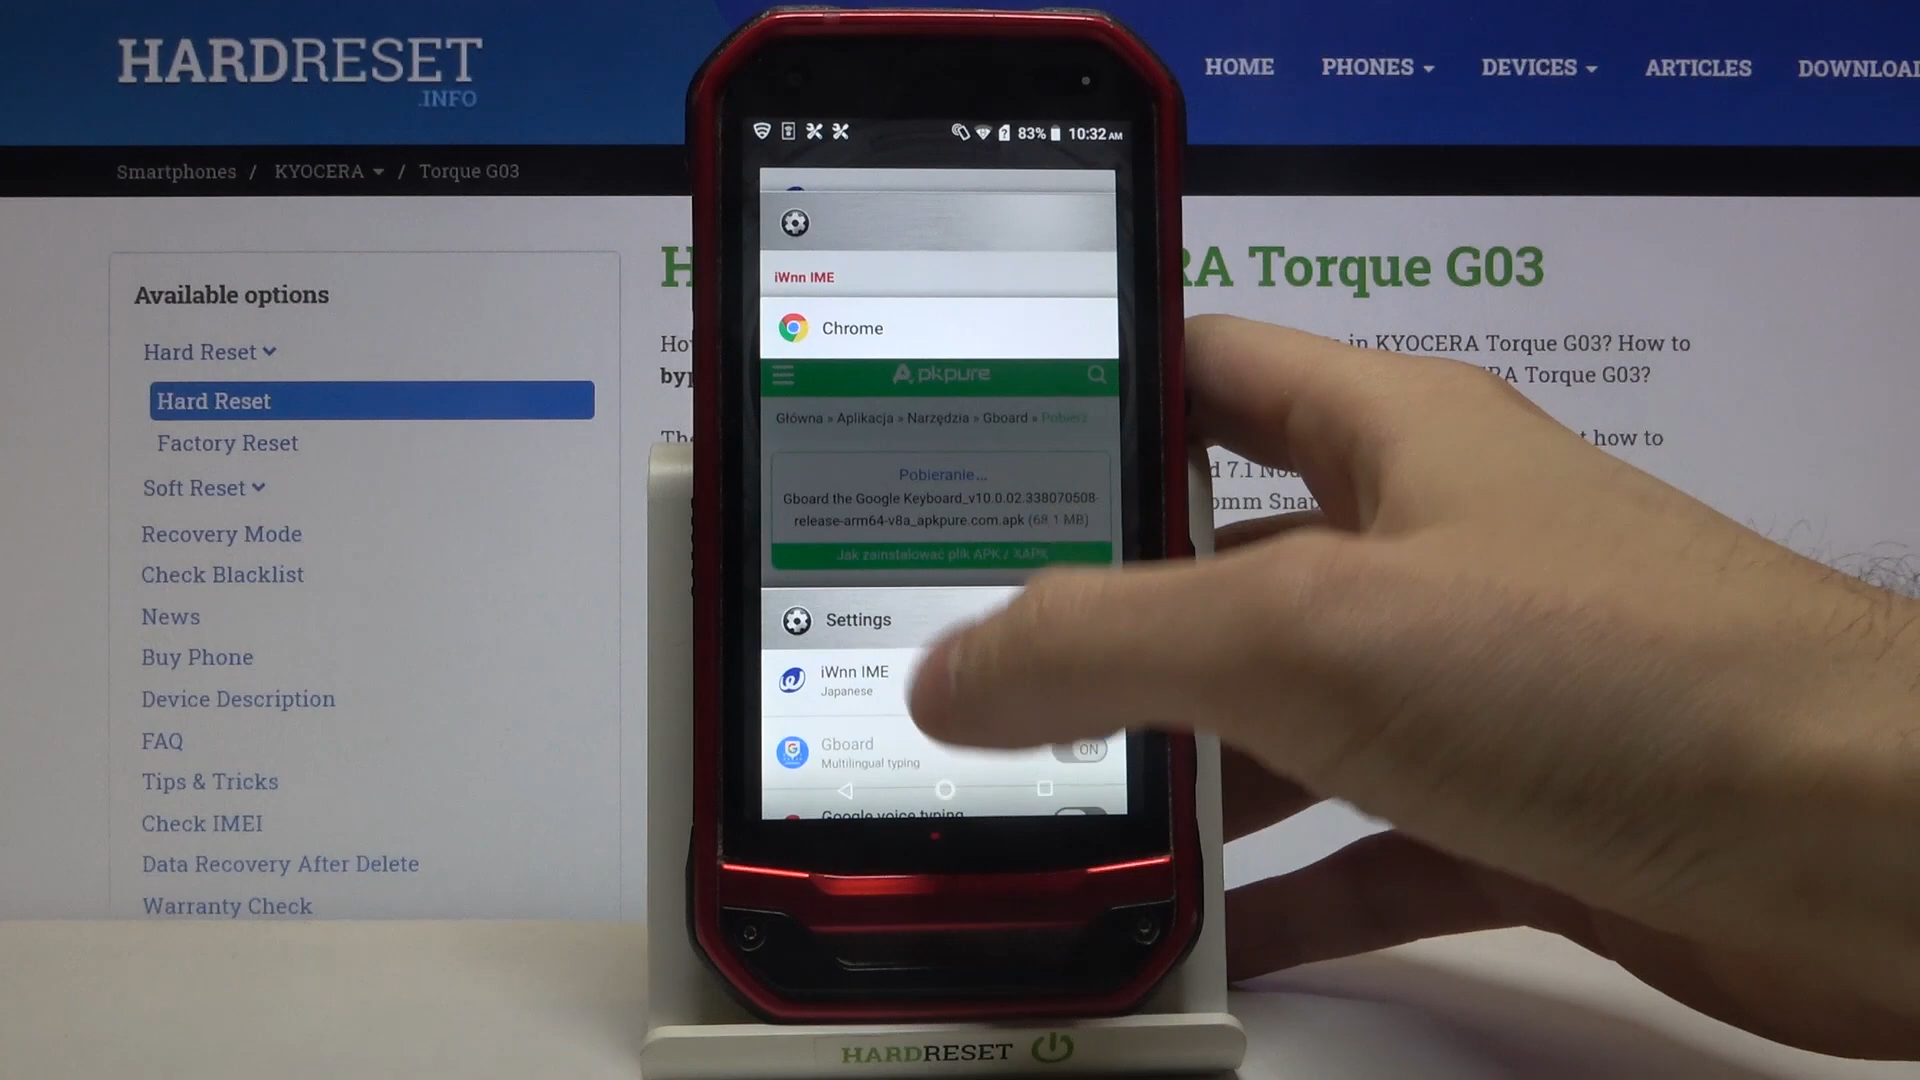 HARDRESET
.INFO
HOME PHONES DEVICES ARTICLES
Smartphones / KYOCERA / Torque G03
Available options
Hard Reset
Hard Reset
Factory Reset
Soft Reset
Recovery Mode
Check Blacklist
News
Buy Phone
Device Description
FAQ
Tips & Tricks
Check IMEI
Data Recovery After Delete
Warranty Check
Torque G03
in KYOCERA Torque G03? How to
Torque G03?
how to
83% 10:32 AM
iWnn IME
Chrome
Apkpure
Główna » Aplikacja » Narzędzia » Gboard » Pobierz
Pobieranie...
Gboard the Google Keyboard_v10.0.02.338070508-
release-arm64-v8a_apkpure.com.apk (68.1 MB)
Jak zainstalować plik APK / XAPK
Settings
iWnn IME
Japanese
Gboard
Multilingual typing
ON
Google voice typing
HARDRESET